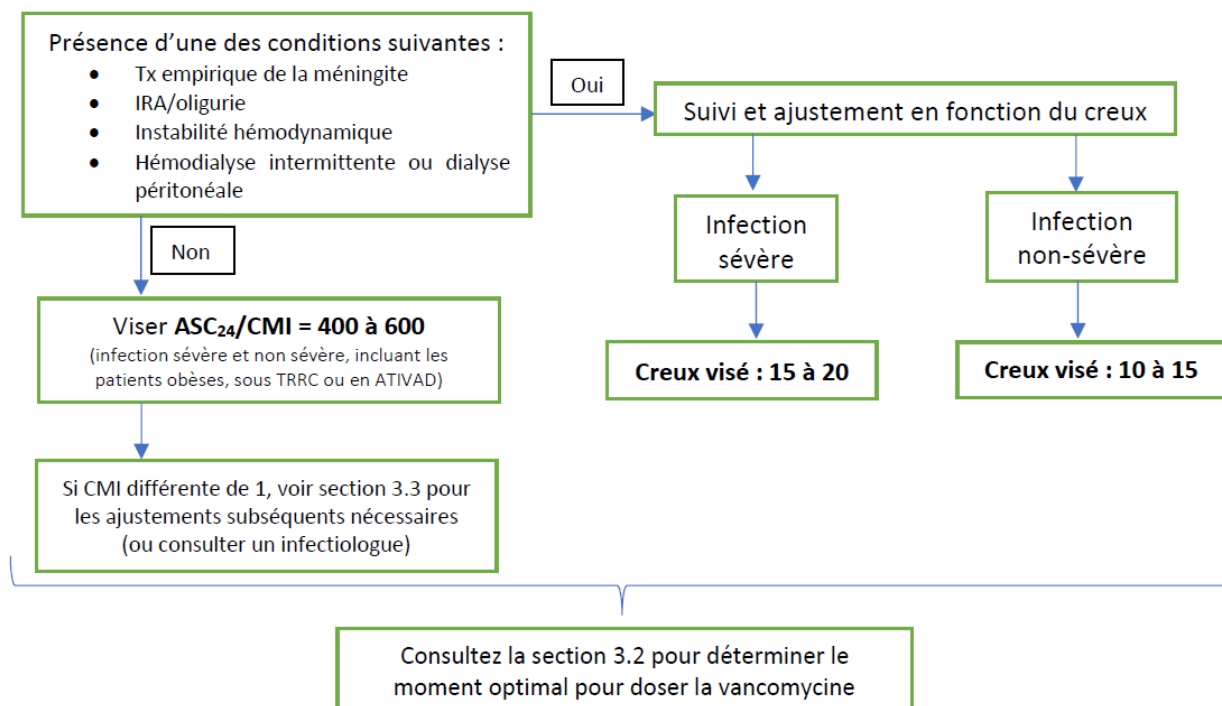 Présence d'une des conditions suivantes :
• Tx empirique de la méningite
• IRA/oligurie
• Instabilité hémodynamique
• Hémodialyse intermittente ou dialyse
péritonéale
Oui
Suivi et ajustement en fonction du creux
Non
Infection
sévère
Infection
non-sévère
Viser ASC24/CMI = 400 à 600
(infection sévère et non sévère, incluant les
patients obèses, sous TRRC ou en ATIVAD)
Creux visé : 15 à 20
Creux visé : 10 à 15
Si CMI différente de 1, voir section 3.3 pour
les ajustements subséquents nécessaires
(ou consulter un infectiologue)
Consultez la section 3.2 pour déterminer le
moment optimal pour doser la vancomycine